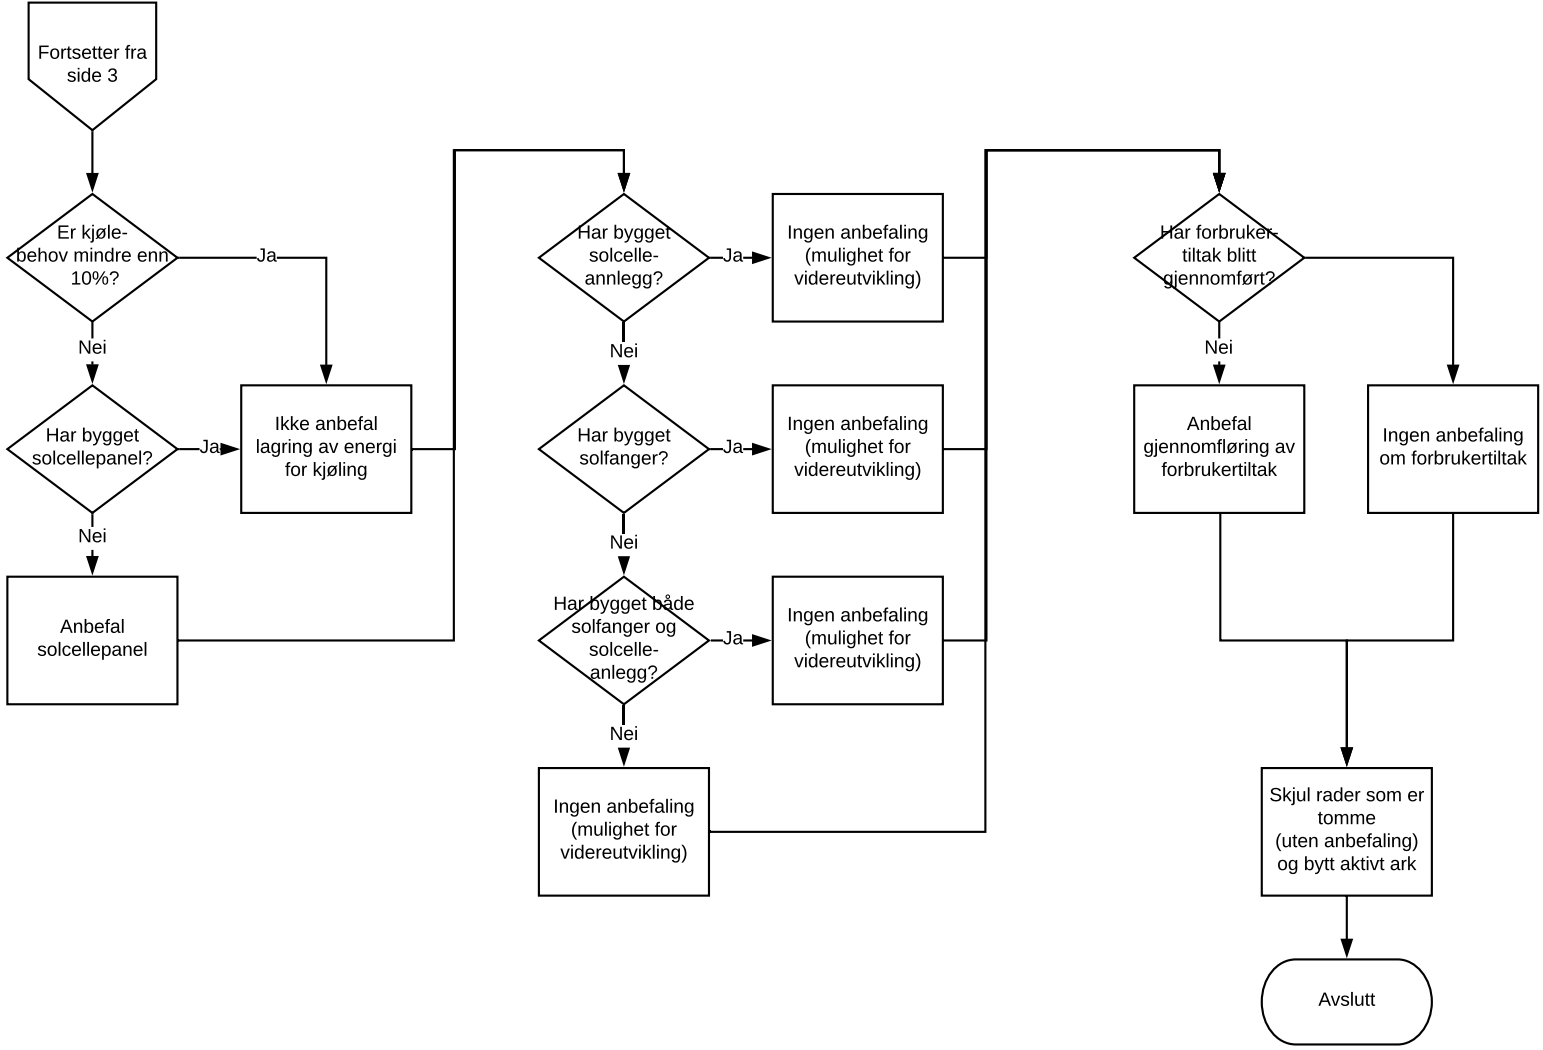 Fortsetter fra
side 3
Er kjøle-
behov mindre enn
10%?
Ja
Nei
Har bygget
solcellepanel?
Ja
Ikke anbefal
lagring av energi
for kjøling
Nei
Anbefal
solcellepanel
Har bygget
solcelle-
annlegg?
Ja
Ingen anbefaling
(mulighet for
videreutvikling)
Nei
Har bygget
solfanger?
Ja
Ingen anbefaling
(mulighet for
videreutvikling)
Nei
Har bygget både
solfanger og
solcelle-
anlegg?
Ja
Ingen anbefaling
(mulighet for
videreutvikling)
Nei
Ingen anbefaling
(mulighet for
videreutvikling)
Har forbruker-
tiltak blitt
gjennomført?
Nei
Anbefal
gjennomfløring av
forbrukertiltak
Ingen anbefaling
om forbrukertiltak
Skjul rader som er
tomme
(uten anbefaling)
og bytt aktivt ark
Avslutt